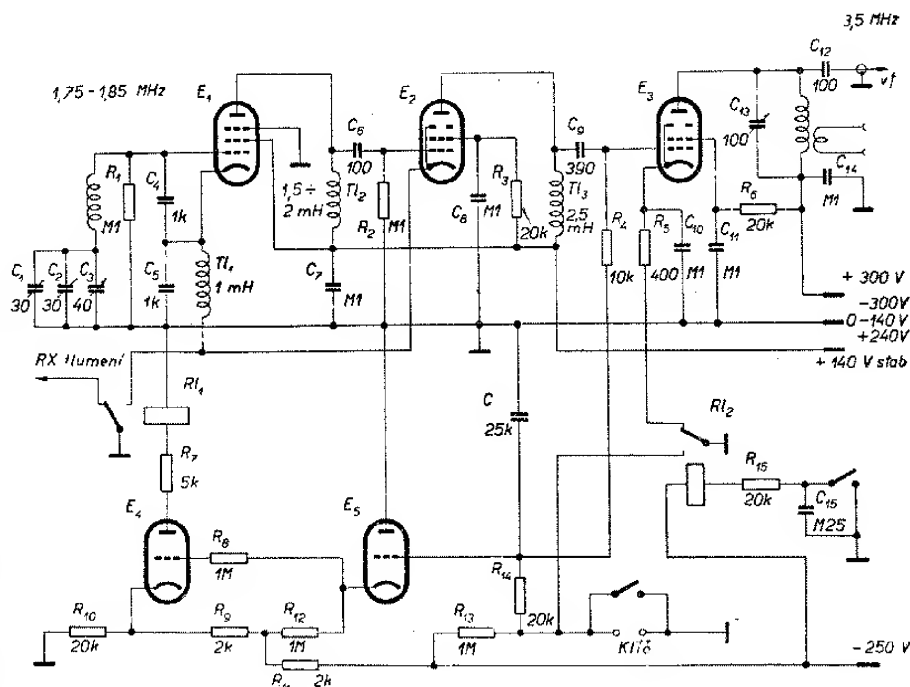 3,5 MHz
1,75-1,85 MHz
E₁
E₂
E₃
C₁₂
100
vf
C₁₃
100
C₁₄
M1
R₁
M1
C₄
1k
C₅
1k
Tl₁
1 mH
C₁
30
C₂
30
C₃
40
1,5÷
2 mH
Tl₂
C₆
100
R₂
M1
C₇
M1
C₈
M1
R₃
20k
C₉
390
Tl₃
2,5
mH
R₄
10k
R₅
400
C₁₀
M1
C₁₁
M1
R₆
20k
+ 300 V
-300V
0-140V
+240V
+ 140 V stab
RX tlumení
Rl₁
R₇
5k
E₄
E₅
C
25k
Rl₂
R₁₅
20k
C₁₅
M25
R₈
1M
R₁₀
20k
R₉
2k
R₁₂
1M
2k
R₁₃
1M
R₁₄
20k
Klíč
-250 V